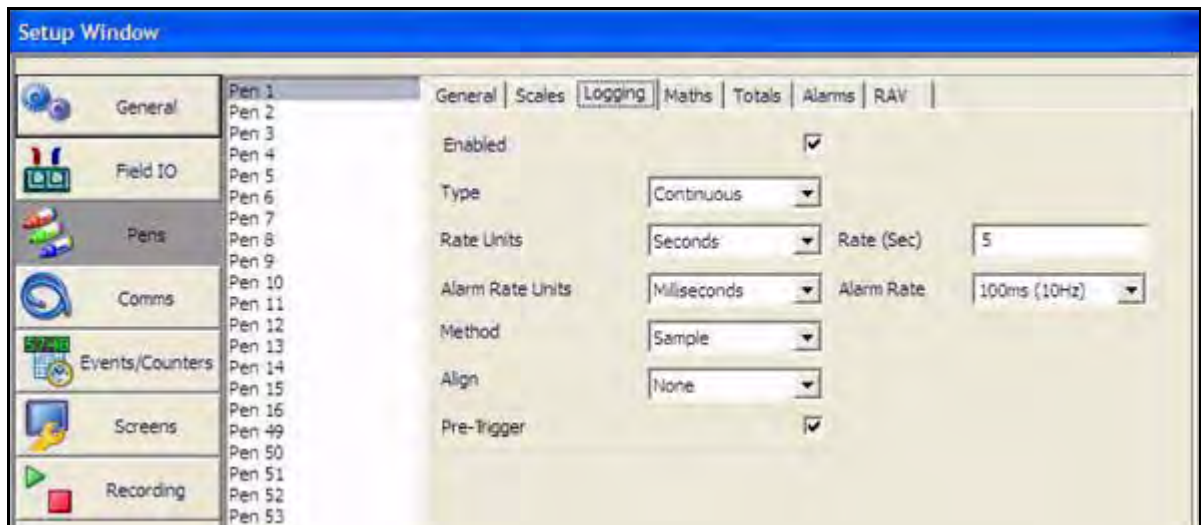 Setup Window
General
Field IO
Pens
Comms
Events/Counters
Screens
Recording
Pen 1
Pen 2
Pen 3
Pen 4
Pen 5
Pen 6
Pen 7
Pen 8
Pen 9
Pen 10
Pen 11
Pen 12
Pen 13
Pen 14
Pen 15
Pen 16
Pen 49
Pen 50
Pen 51
Pen 52
Pen 53
General Scales Logging Maths Totals Alarms RAV
Enabled
Type Continuous
Rate Units Seconds Rate (Sec) 5
Alarm Rate Units Miliseconds Alarm Rate 100ms (10Hz)
Method Sample
Align None
Pre-Trigger